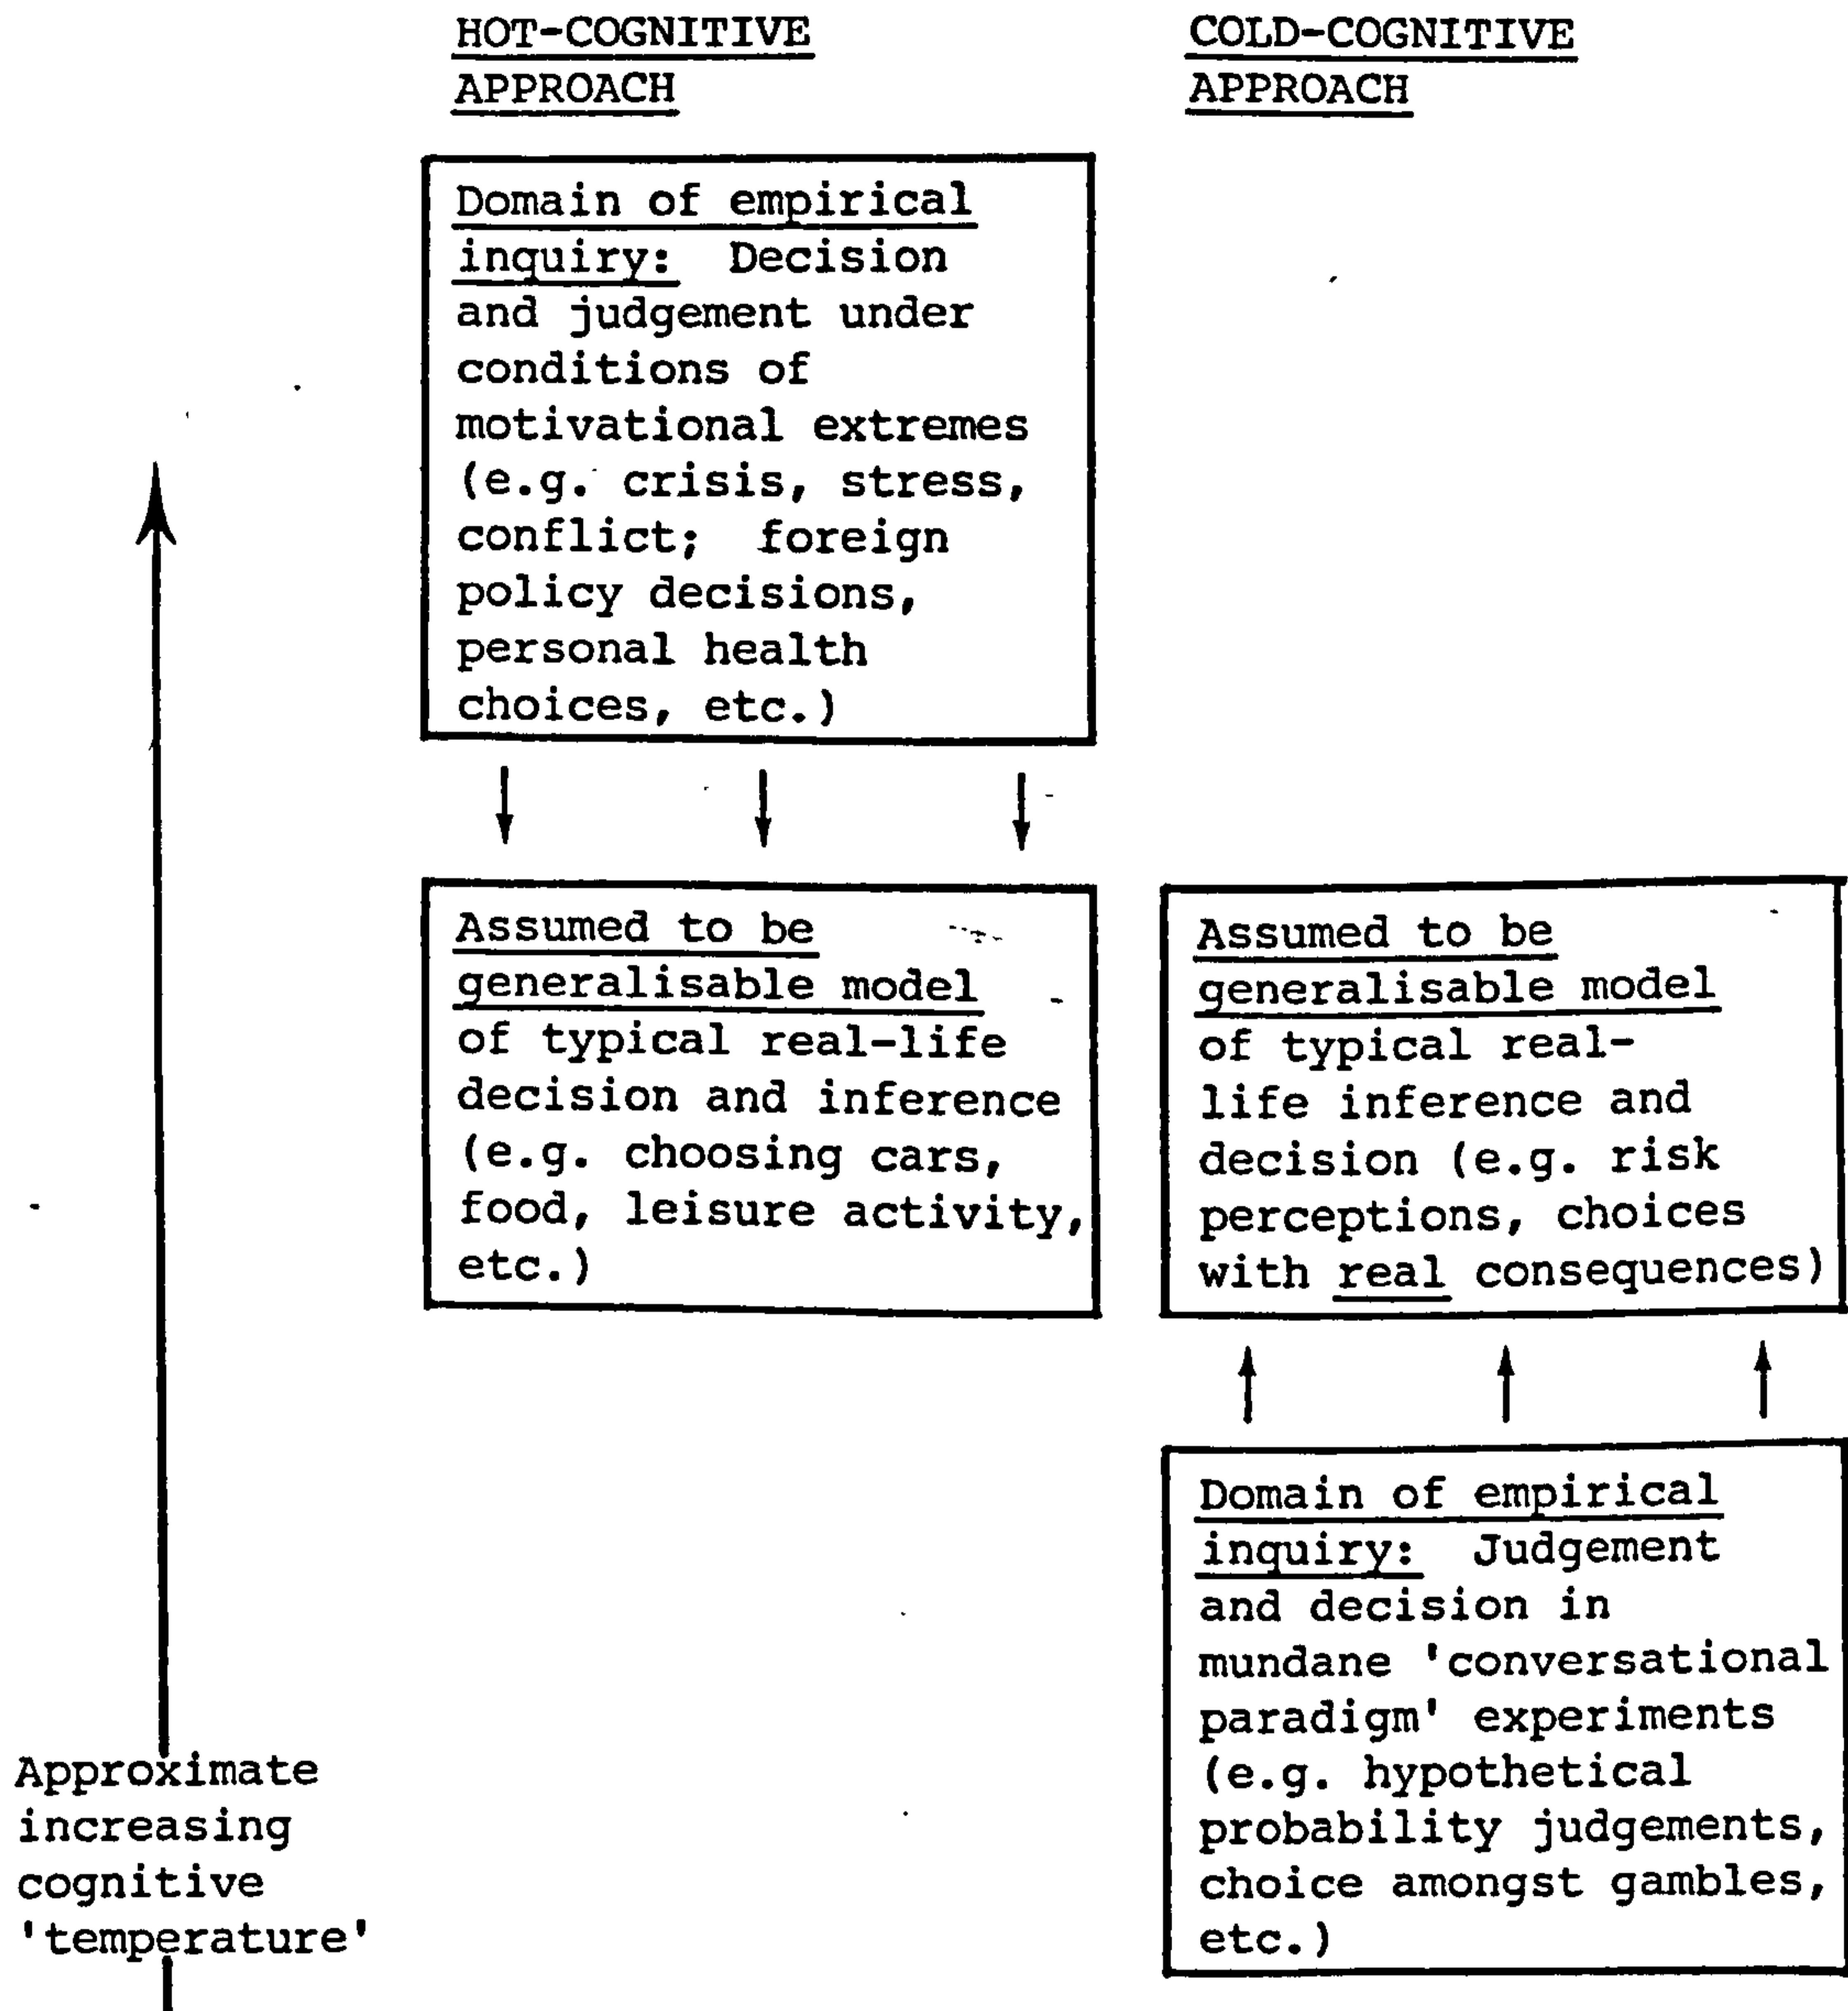 HOT-COGNITIVE
APPROACH
COLD-COGNITIVE
APPROACH
Domain of empirical
inquiry: Decision
and judgement under
conditions of
motivational extremes
(e.g. crisis, stress,
conflict; foreign
policy decisions,
personal health
choices, etc.)
Assumed to be
generalisable model
of typical real-life
decision and inference
(e.g. choosing cars,
food, leisure activity,
etc.)
Assumed to be
generalisable model
of typical real-
life inference and
decision (e.g. risk
perceptions, choices
with real consequences)
Domain of empirical
inquiry: Judgement
and decision in
mundane 'conversational
paradigm' experiments
(e.g. hypothetical
probability judgements,
choice amongst gambles,
etc.)
Approximate
increasing
cognitive
'temperature'